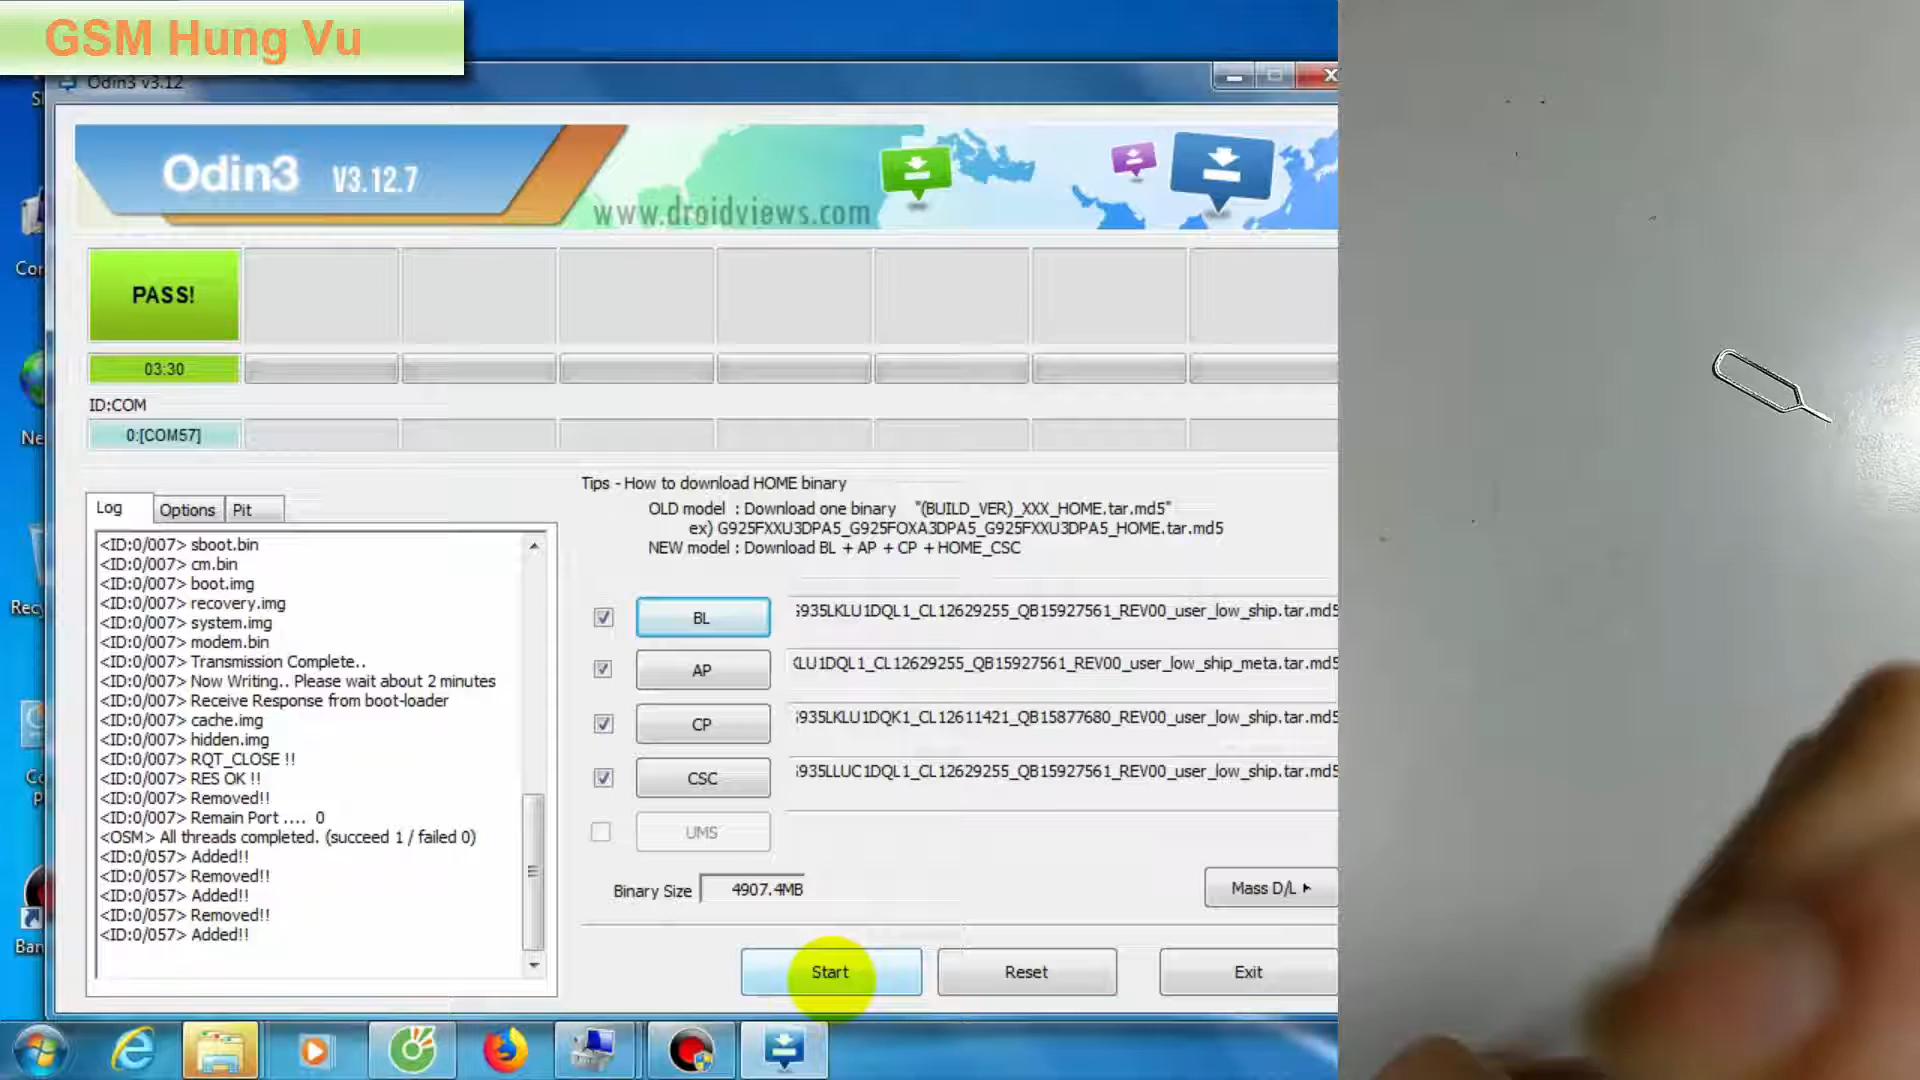 GSM Hung Vu
Odin3 v3.12
Odin3 V3.12.7
www.droidviews.com
PASS!
03:30
ID:COM
0:[COM57]
Log Options Pit
<ID:0/007> sboot.bin
<ID:0/007> cm.bin
<ID:0/007> boot.img
<ID:0/007> recovery.img
<ID:0/007> system.img
<ID:0/007> modem.bin
<ID:0/007> Transmission Complete..
<ID:0/007> Now Writing.. Please wait about 2 minutes
<ID:0/007> Receive Response from boot-loader
<ID:0/007> cache.img
<ID:0/007> hidden.img
<ID:0/007> RQT_CLOSE !!
<ID:0/007> RES OK !!
<ID:0/007> Removed!!
<ID:0/007> Remain Port .... 0
<OSM> All threads completed. (succeed 1 / failed 0)
<ID:0/057> Added!!
<ID:0/057> Removed!!
<ID:0/057> Added!!
<ID:0/057> Removed!!
<ID:0/057> Added!!
Tips - How to download HOME binary
OLD model : Download one binary "(BUILD_VER)_XXX_HOME.tar.md5"
ex) G925FXXU3DPA5_G925FOXA3DPA5_G925FXXU3DPA5_HOME.tar.md5
NEW model : Download BL + AP + CP + HOME_CSC
BL 935LKLU1DQL1_CL12629255_QB15927561_REV00_user_low_ship.tar.md5
AP LU1DQL1_CL12629255_QB15927561_REV00_user_low_ship_meta.tar.md5
CP 935LKLU1DQK1_CL12611421_QB15877680_REV00_user_low_ship.tar.md5
CSC 935LLUC1DQL1_CL12629255_QB15927561_REV00_user_low_ship.tar.md5
UMS
Binary Size 4907.4MB
Mass D/L
Start Reset Exit